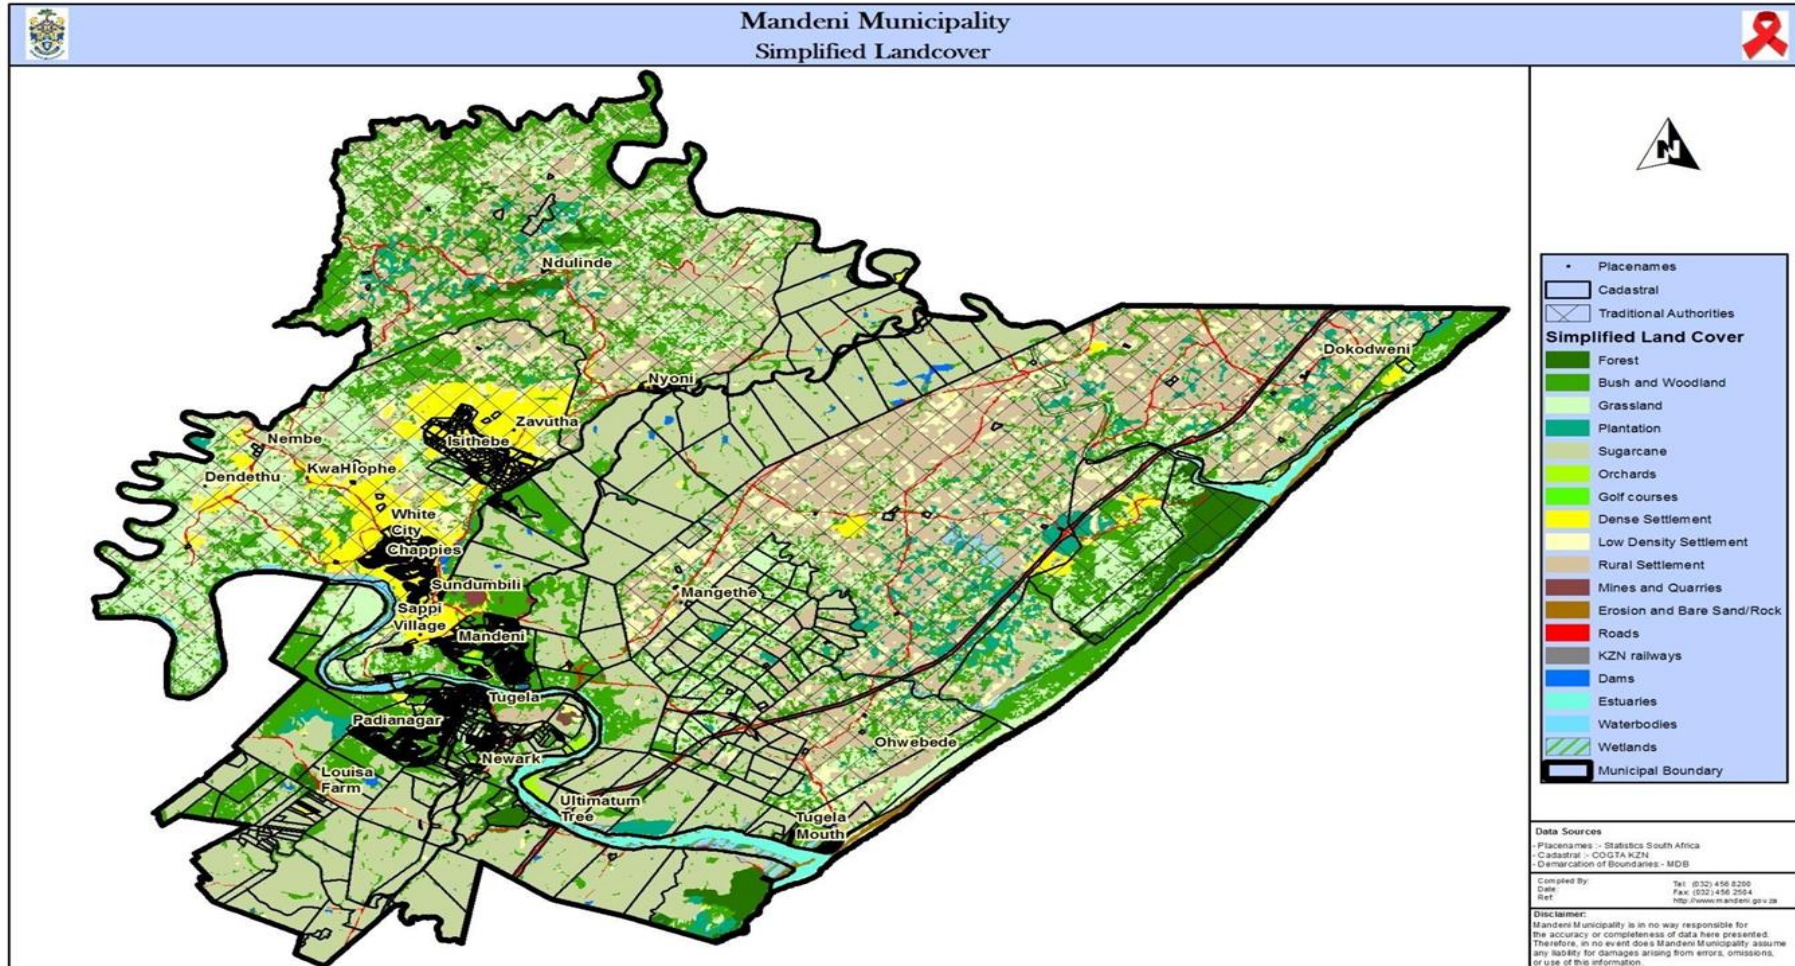 Mandeni Municipality
Simplified Landcover
N
Ndulinde
Dokodweni
Nyoni
Zavutha
Isithebe
Nembe
KwaHlophe
Dendethu
White
City
Chappies
Sundumbili
Mangethe
Sappi
Village
Mandeni
Tugela
Padianagar
Ohwebede
Newark
Louisa
Farm
Ultimatum
Tree
Tugela
Mouth
Placenames
Cadastral
Traditional Authorities
Simplified Land Cover
Forest
Bush and Woodland
Grassland
Plantation
Sugarcane
Orchards
Golf courses
Dense Settlement
Low Density Settlement
Rural Settlement
Mines and Quarries
Erosion and Bare Sand/Rock
Roads
KZN railways
Dams
Estuaries
Waterbodies
Wetlands
Municipal Boundary
Data Sources
- Placenames :- Statistics South Africa
- Cadastral :- COGTA KZN
- Demarcation of Boundaries:- MDB
Compiled By:
Date:
Ref:
Tel: (032) 456 8200
Fax: (032) 456 2504
http://www.mandeni.gov.za
Disclaimer:
Mandeni Municipality is in no way responsible for
the accuracy or completeness of data here presented.
Therefore, in no event does Mandeni Municipality assume
any liability for damages arising from errors, omissions,
or use of this information.